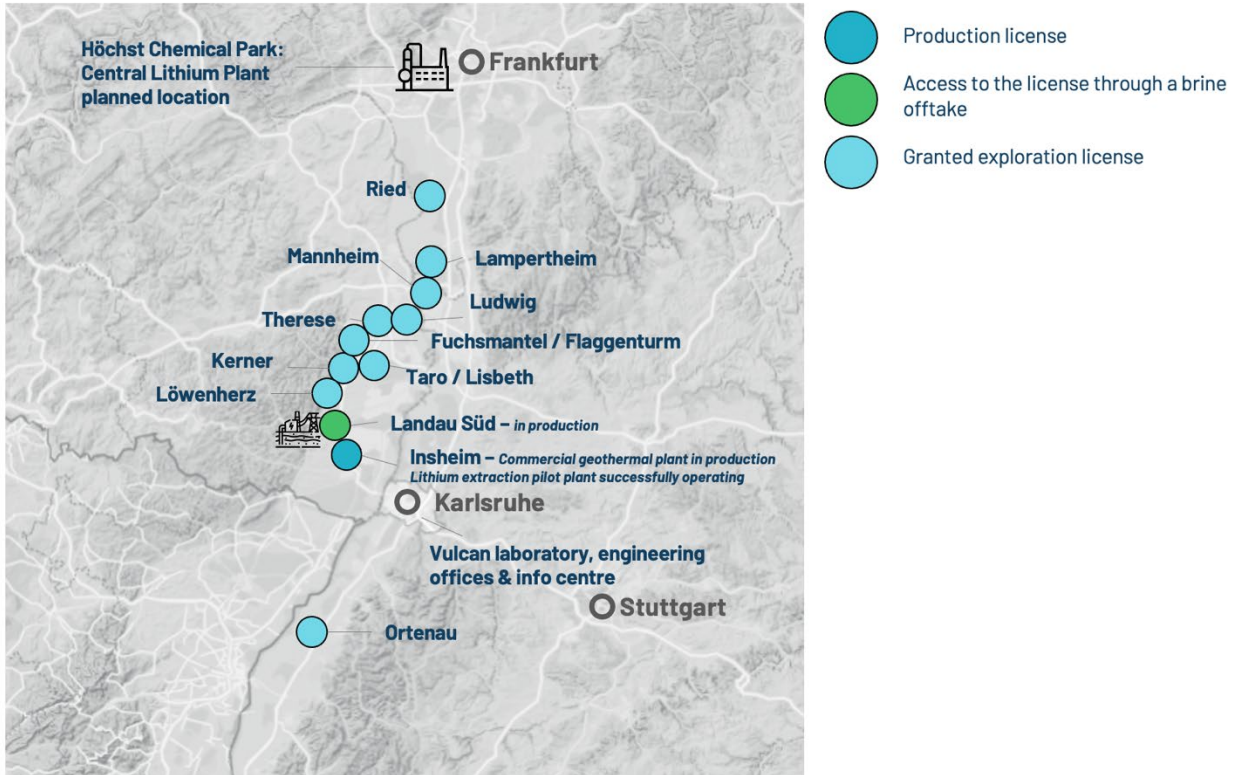 Höchst Chemical Park:
Central Lithium Plant
planned location
Frankfurt
Ried
Mannheim
Lampertheim
Ludwig
Therese
Fuchsmantel / Flaggenturm
Kerner
Taro / Lisbeth
Löwenherz
Landau Süd – in production
Insheim – Commercial geothermal plant in production
Lithium extraction pilot plant successfully operating
Karlsruhe
Vulcan laboratory, engineering
offices & info centre
Stuttgart
Ortenau
Production license
Access to the license through a brine
offtake
Granted exploration license